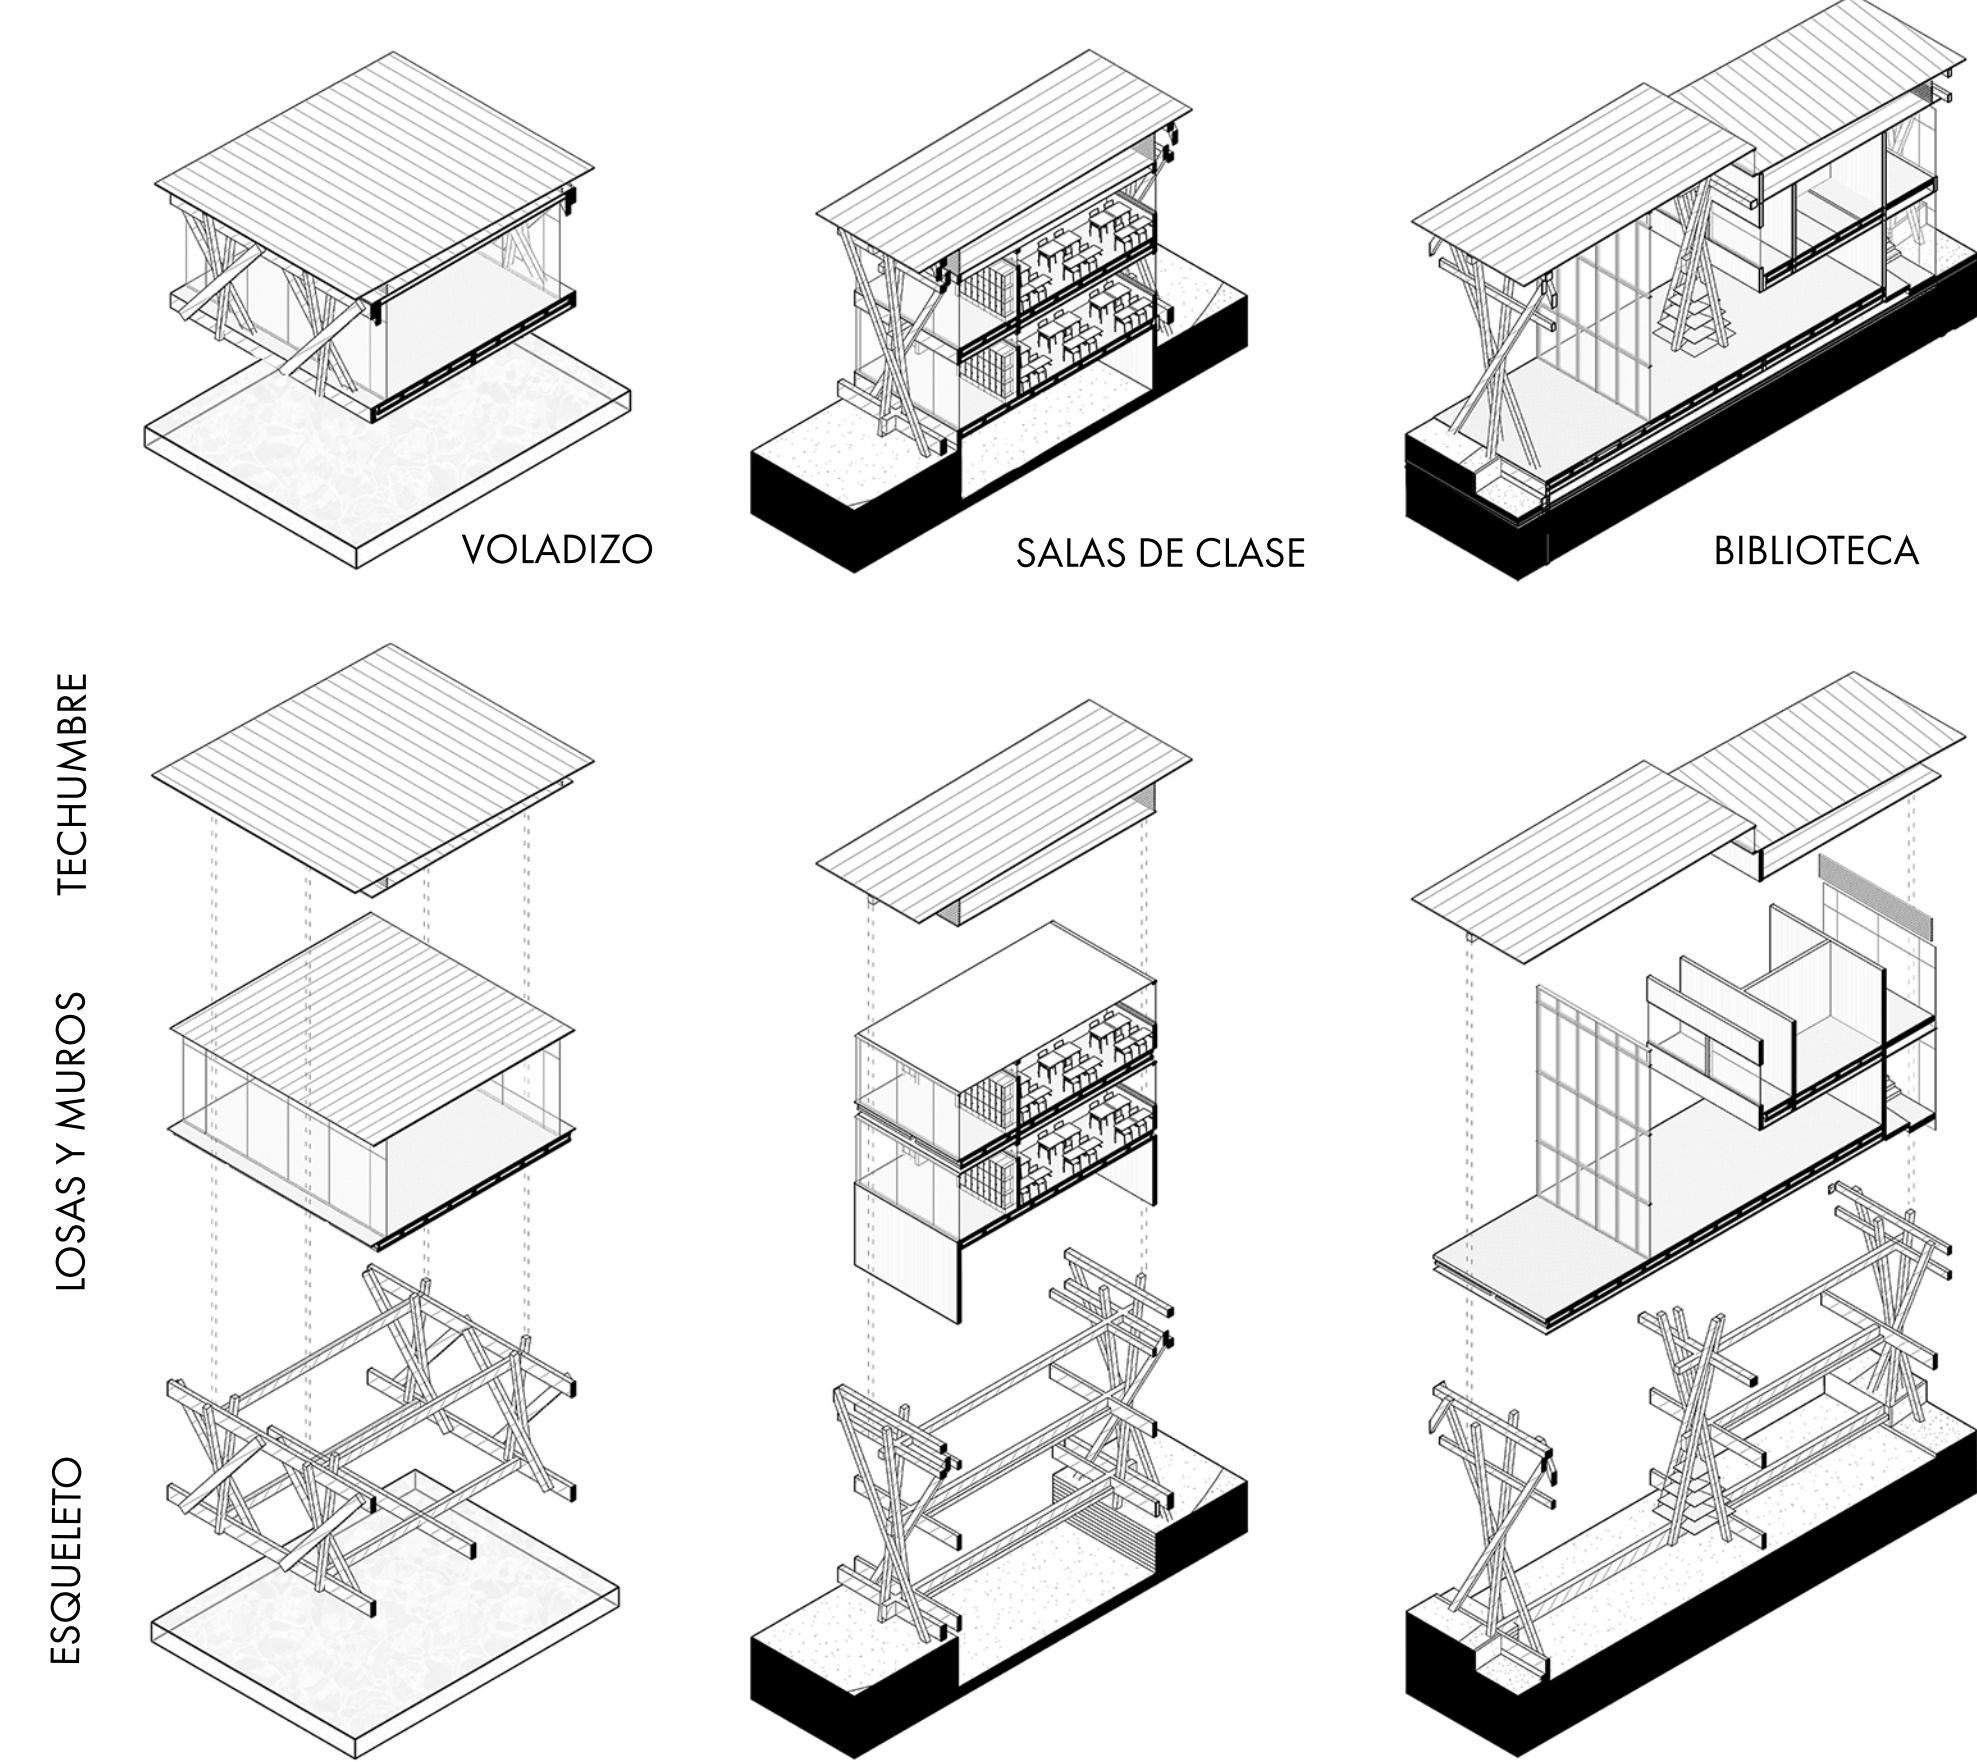 VOLADIZO
SALAS DE CLASE
BIBLIOTECA
TECHUMBRE
LOSAS Y MUROS
ESQUELETO